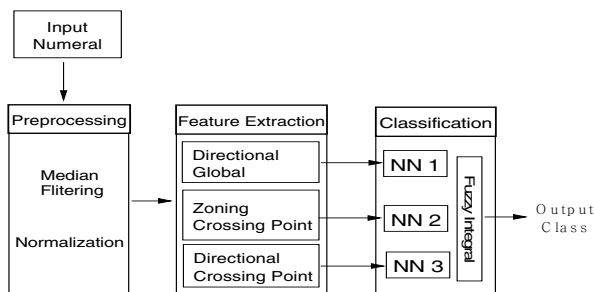 Input
Numeral
Preprocessing
Median
Flitering
Normalization
Feature Extraction
Directional
Global
Zoning
Crossing Point
Directional
Crossing Point
Classification
NN 1
NN 2
NN 3
Fuzzy Integral
Output
Class